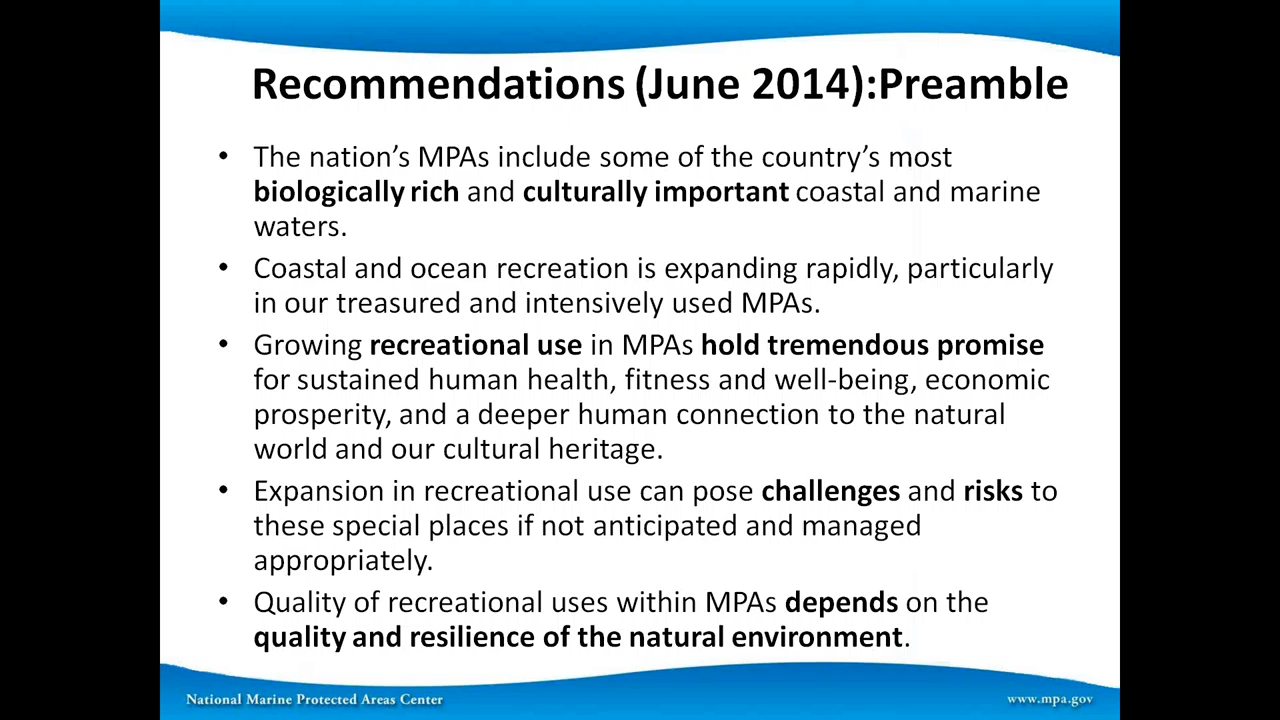 Recommendations (June 2014):Preamble
• The nation's MPAs include some of the country's most
biologically rich and culturally important coastal and marine
waters.
• Coastal and ocean recreation is expanding rapidly, particularly
in our treasured and intensively used MPAs.
• Growing recreational use in MPAs hold tremendous promise
for sustained human health, fitness and well-being, economic
prosperity, and a deeper human connection to the natural
world and our cultural heritage.
• Expansion in recreational use can pose challenges and risks to
these special places if not anticipated and managed
appropriately.
• Quality of recreational uses within MPAs depends on the
quality and resilience of the natural environment.
National Marine Protected Areas Center
www.mpa.gov